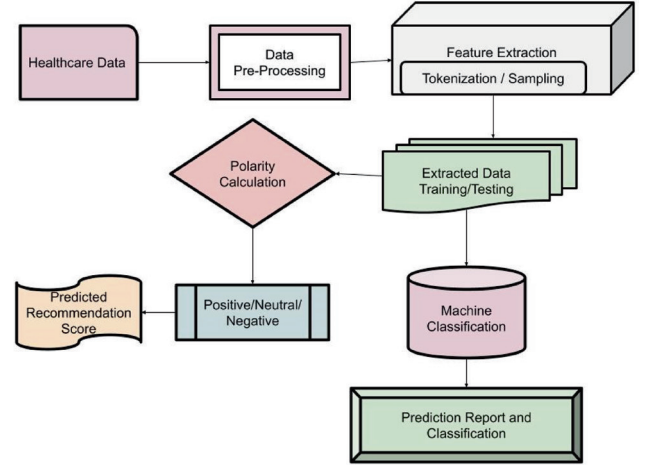 Healthcare Data
Data
Pre-Processing
Feature Extraction
Tokenization / Sampling
Polarity
Calculation
Extracted Data
Training/Testing
Predicted
Recommendation
Score
Positive/Neutral/
Negative
Machine
Classification
Prediction Report and
Classification